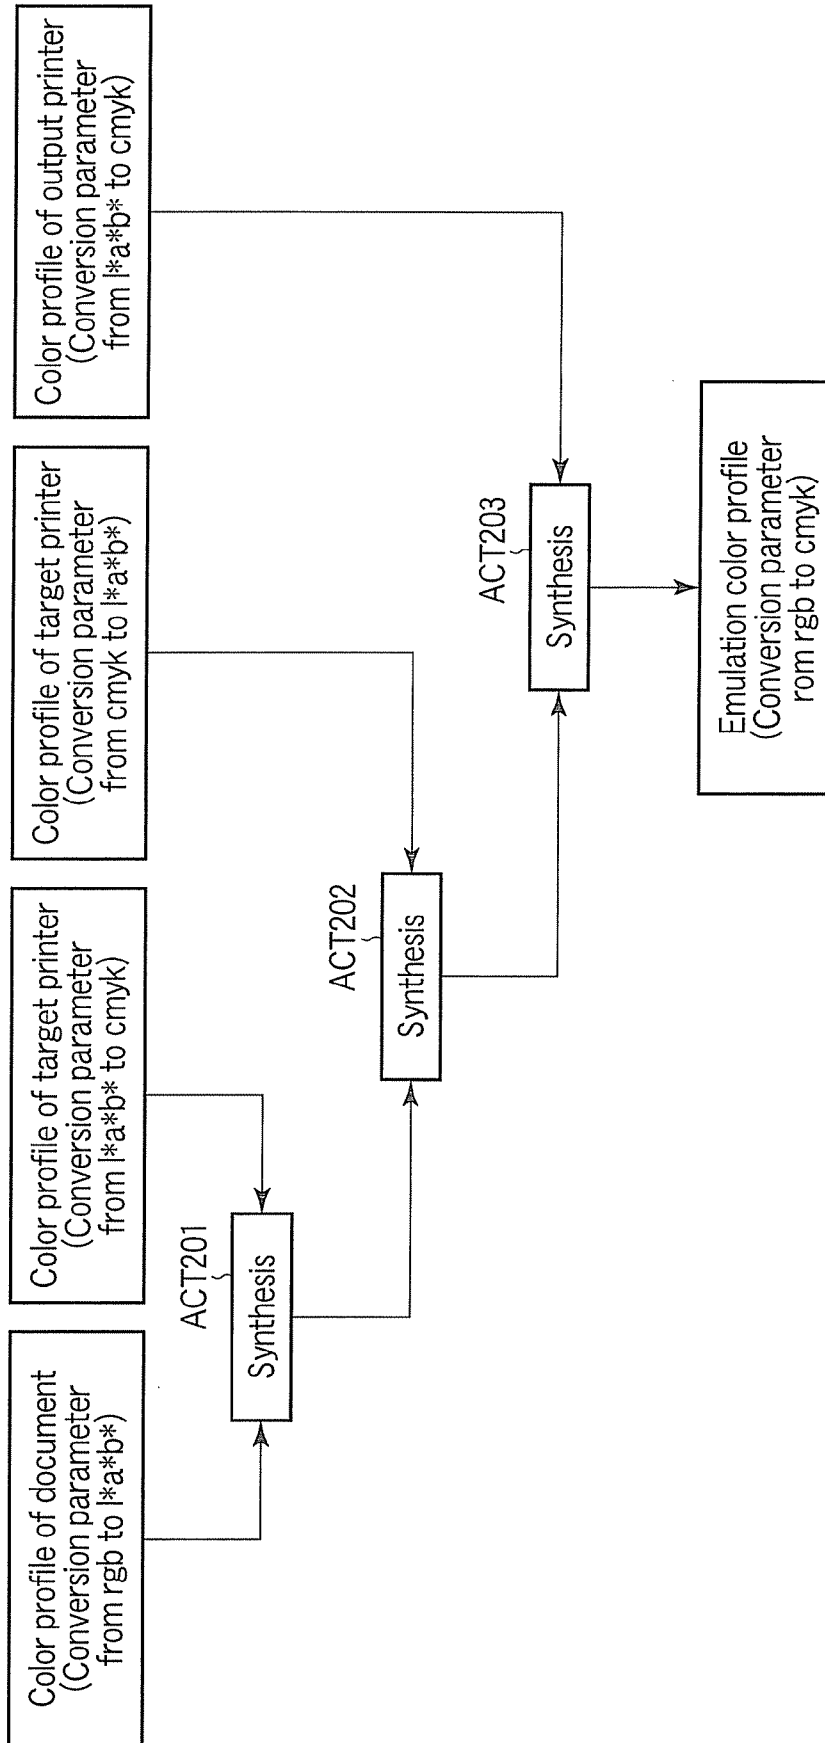 Color profile of document
(Conversion parameter
from rgb to l*a*b*)
Color profile of target printer
(Conversion parameter
from l*a*b* to cmyk)
Color profile of target printer
(Conversion parameter
from cmyk to l*a*b*)
Color profile of output printer
(Conversion parameter
from l*a*b* to cmyk)
ACT201
Synthesis
ACT202
Synthesis
ACT203
Synthesis
Emulation color profile
(Conversion parameter
rom rgb to cmyk)